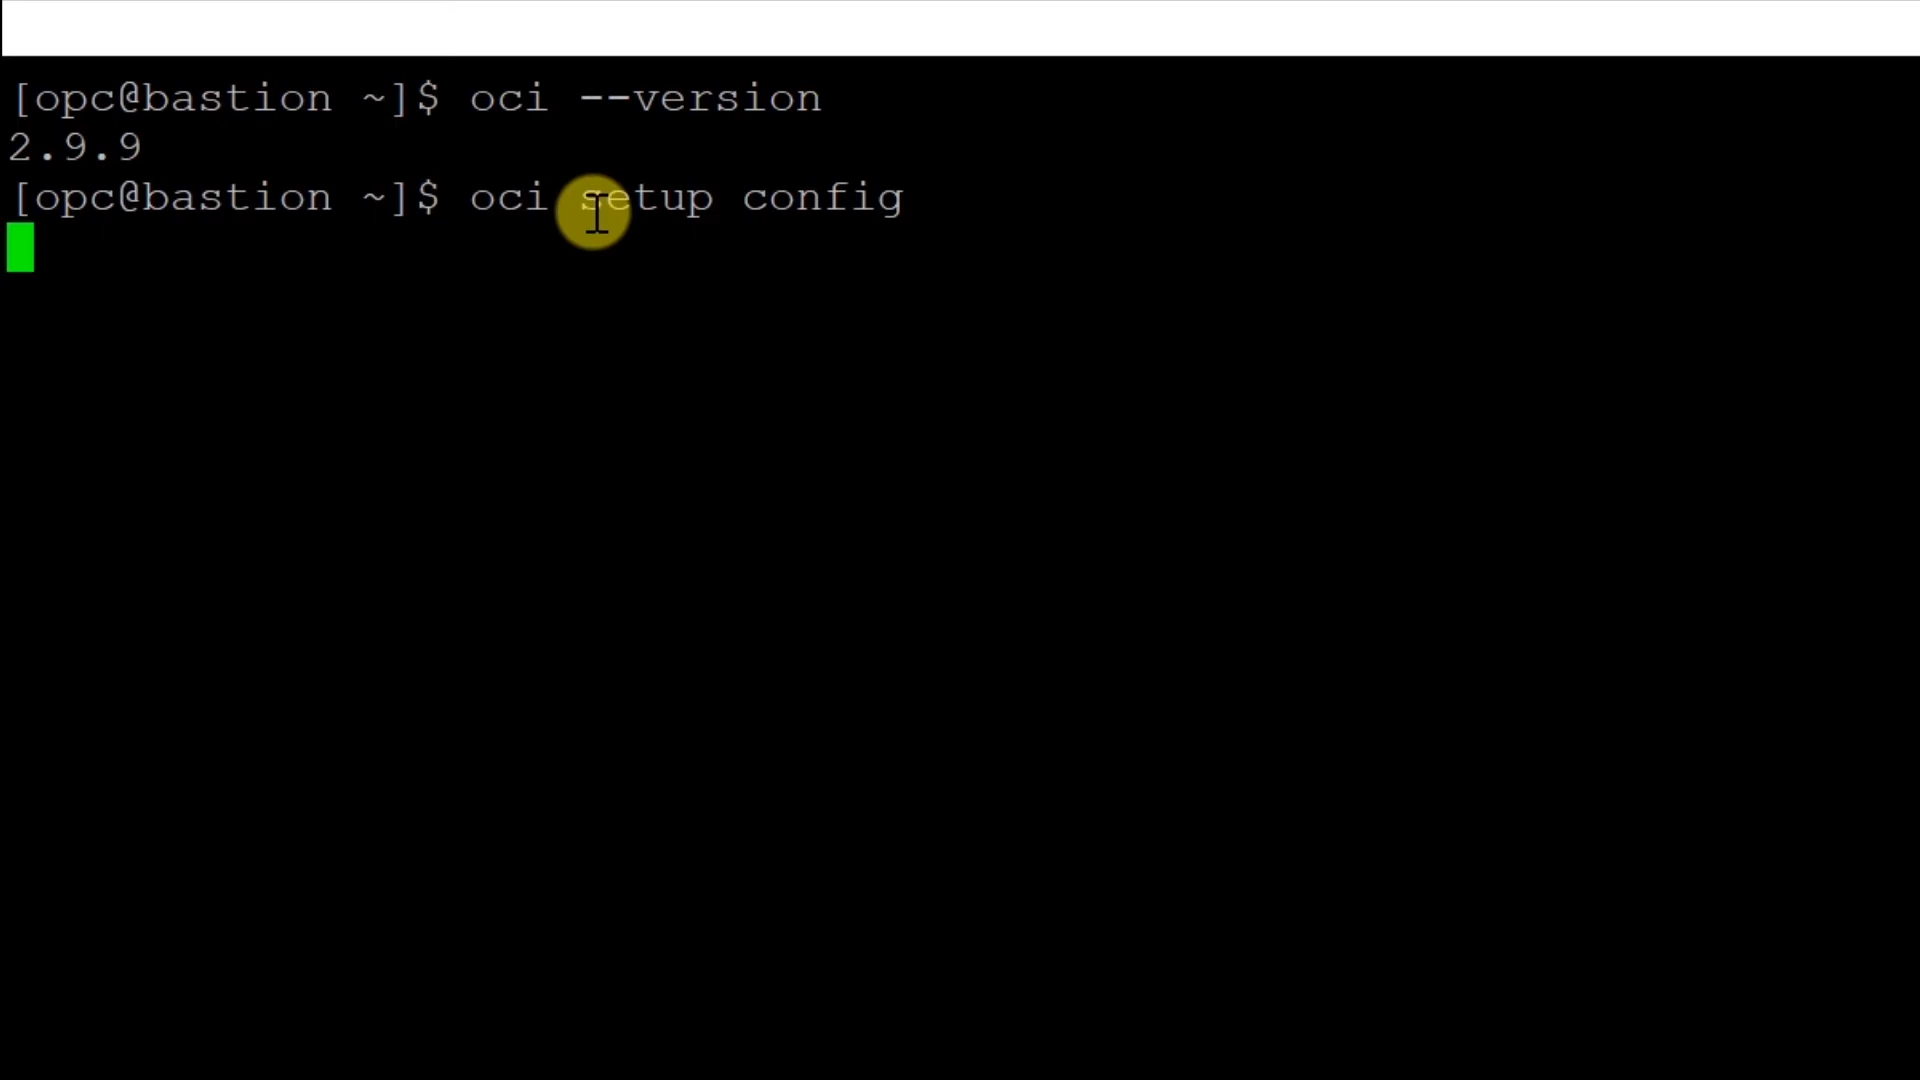 [opc@bastion ~]$ oci --version
2.9.9
[opc@bastion ~]$ oci setup config